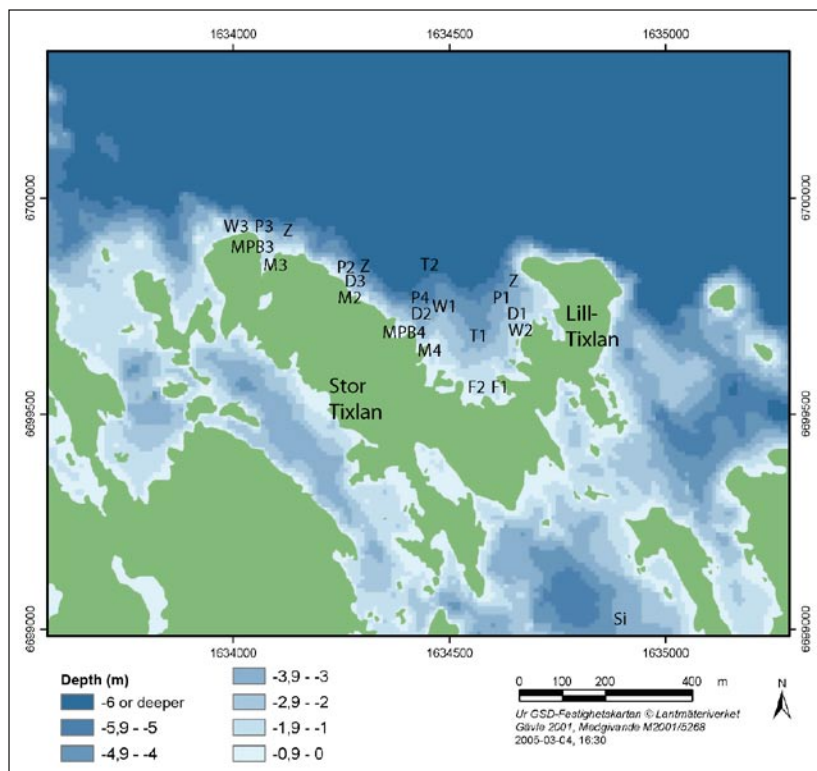 1634000 1634500 1635000
6700000 6700000
W3 P3 Z
MPB3
M3
P2 Z T2
D3
M2
P4 W1
D2
P1 Z
D1
W2
MPB4
T1
M4
Lill-
Tixlan
Stor
Tixlan
F2 F1
6699500 6699500
Si
6699000 6699000
1634000 1634500 1635000
Depth (m)
-6 or deeper
-5,9 - -5
-4,9 - -4
-3,9 - -3
-2,9 - -2
-1,9 - -1
-0,9 - 0
0 100 200 400 m
N
Ur GSD-Fastighetskartan © Lantmäteriverket
Gävle 2001, Medgivande M2001/5268
2005-03-04, 16:30